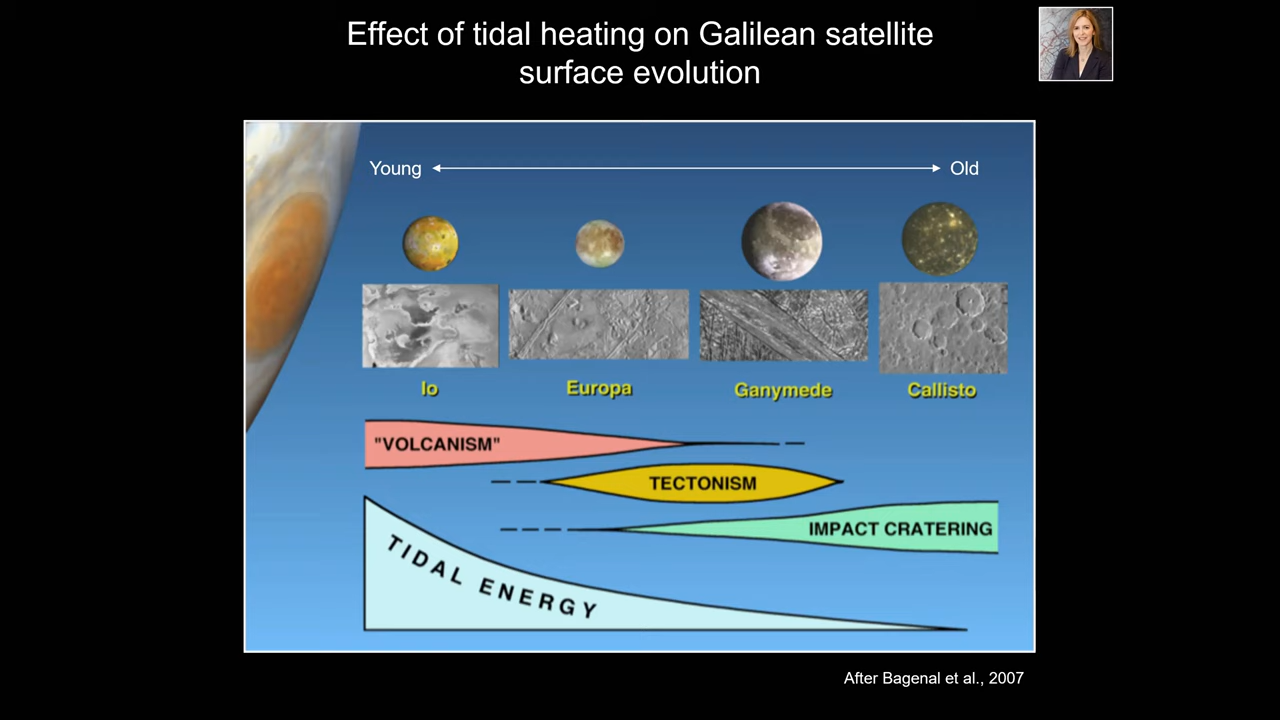 Effect of tidal heating on Galilean satellite
surface evolution
Young
Old
Io
Europa
Ganymede
Callisto
"VOLCANISM"
TECTONISM
IMPACT CRATERING
TIDAL ENERGY
After Bagenal et al., 2007